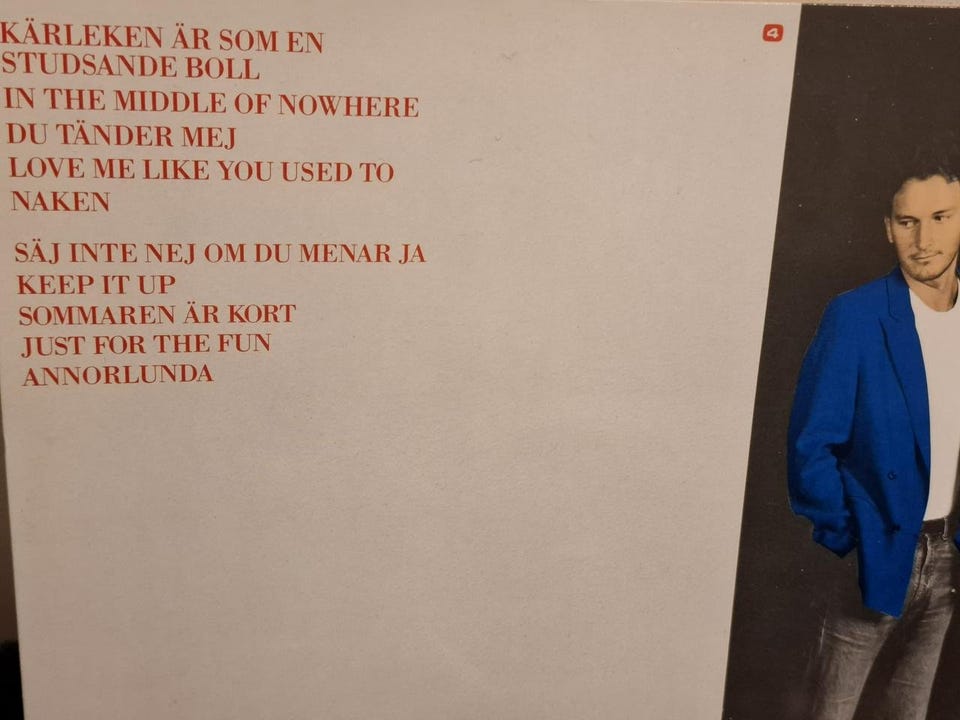 KÄRLEKEN ÄR SOM EN
STUDSANDE BOLL
IN THE MIDDLE OF NOWHERE
DU TÄNDER MEJ
LOVE ME LIKE YOU USED TO
NAKEN
SÄJ INTE NEJ OM DU MENAR JA
KEEP IT UP
SOMMAREN ÄR KORT
JUST FOR THE FUN
ANNORLUNDA
4